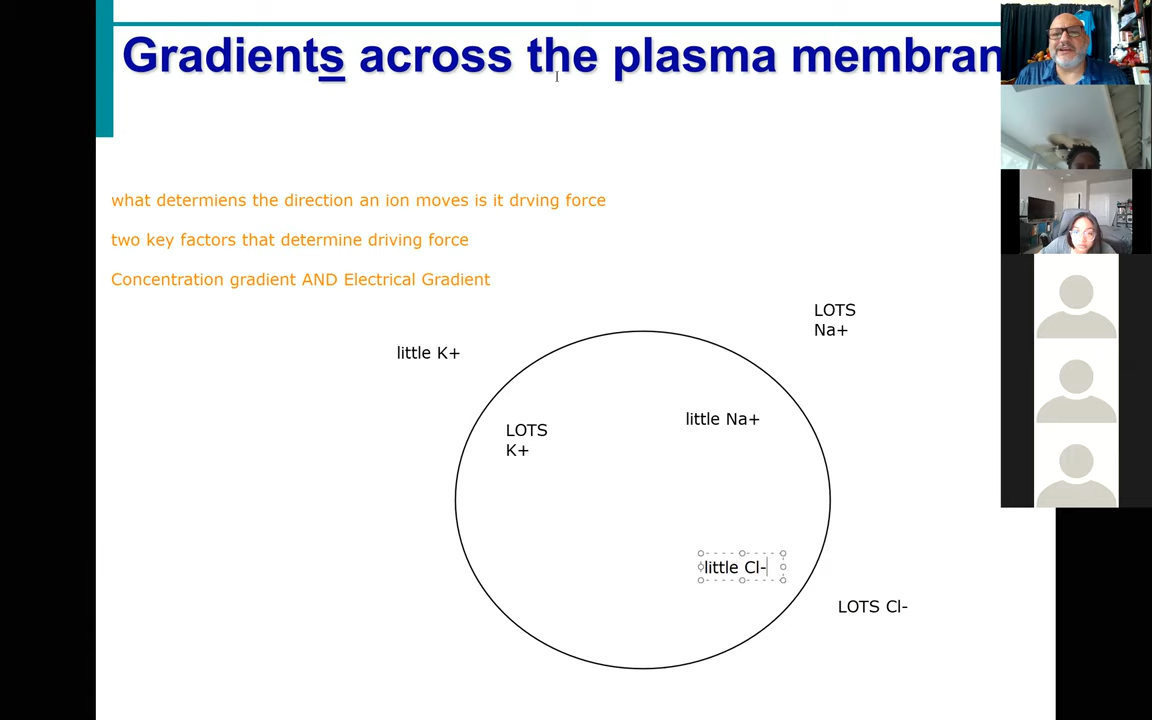 Gradients across the plasma membran
what determiens the direction an ion moves is it drving force
two key factors that determine driving force
Concentration gradient AND Electrical Gradient
LOTS
Na+
little K+
little Na+
LOTS
K+
little Cl-
LOTS Cl-